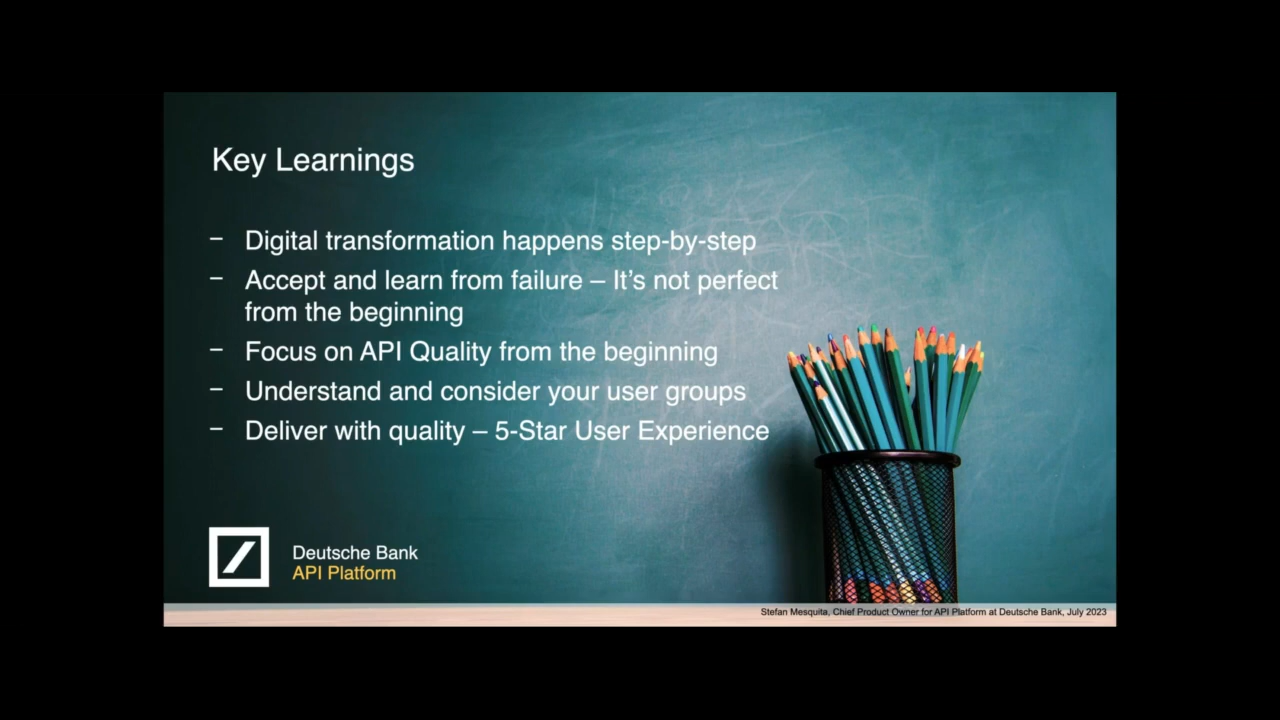 Key Learnings
– Digital transformation happens step-by-step
– Accept and learn from failure – It's not perfect
from the beginning
– Focus on API Quality from the beginning
– Understand and consider your user groups
– Deliver with quality – 5-Star User Experience
Deutsche Bank
API Platform
Stefan Mesquita, Chief Product Owner for API Platform at Deutsche Bank, July 2023